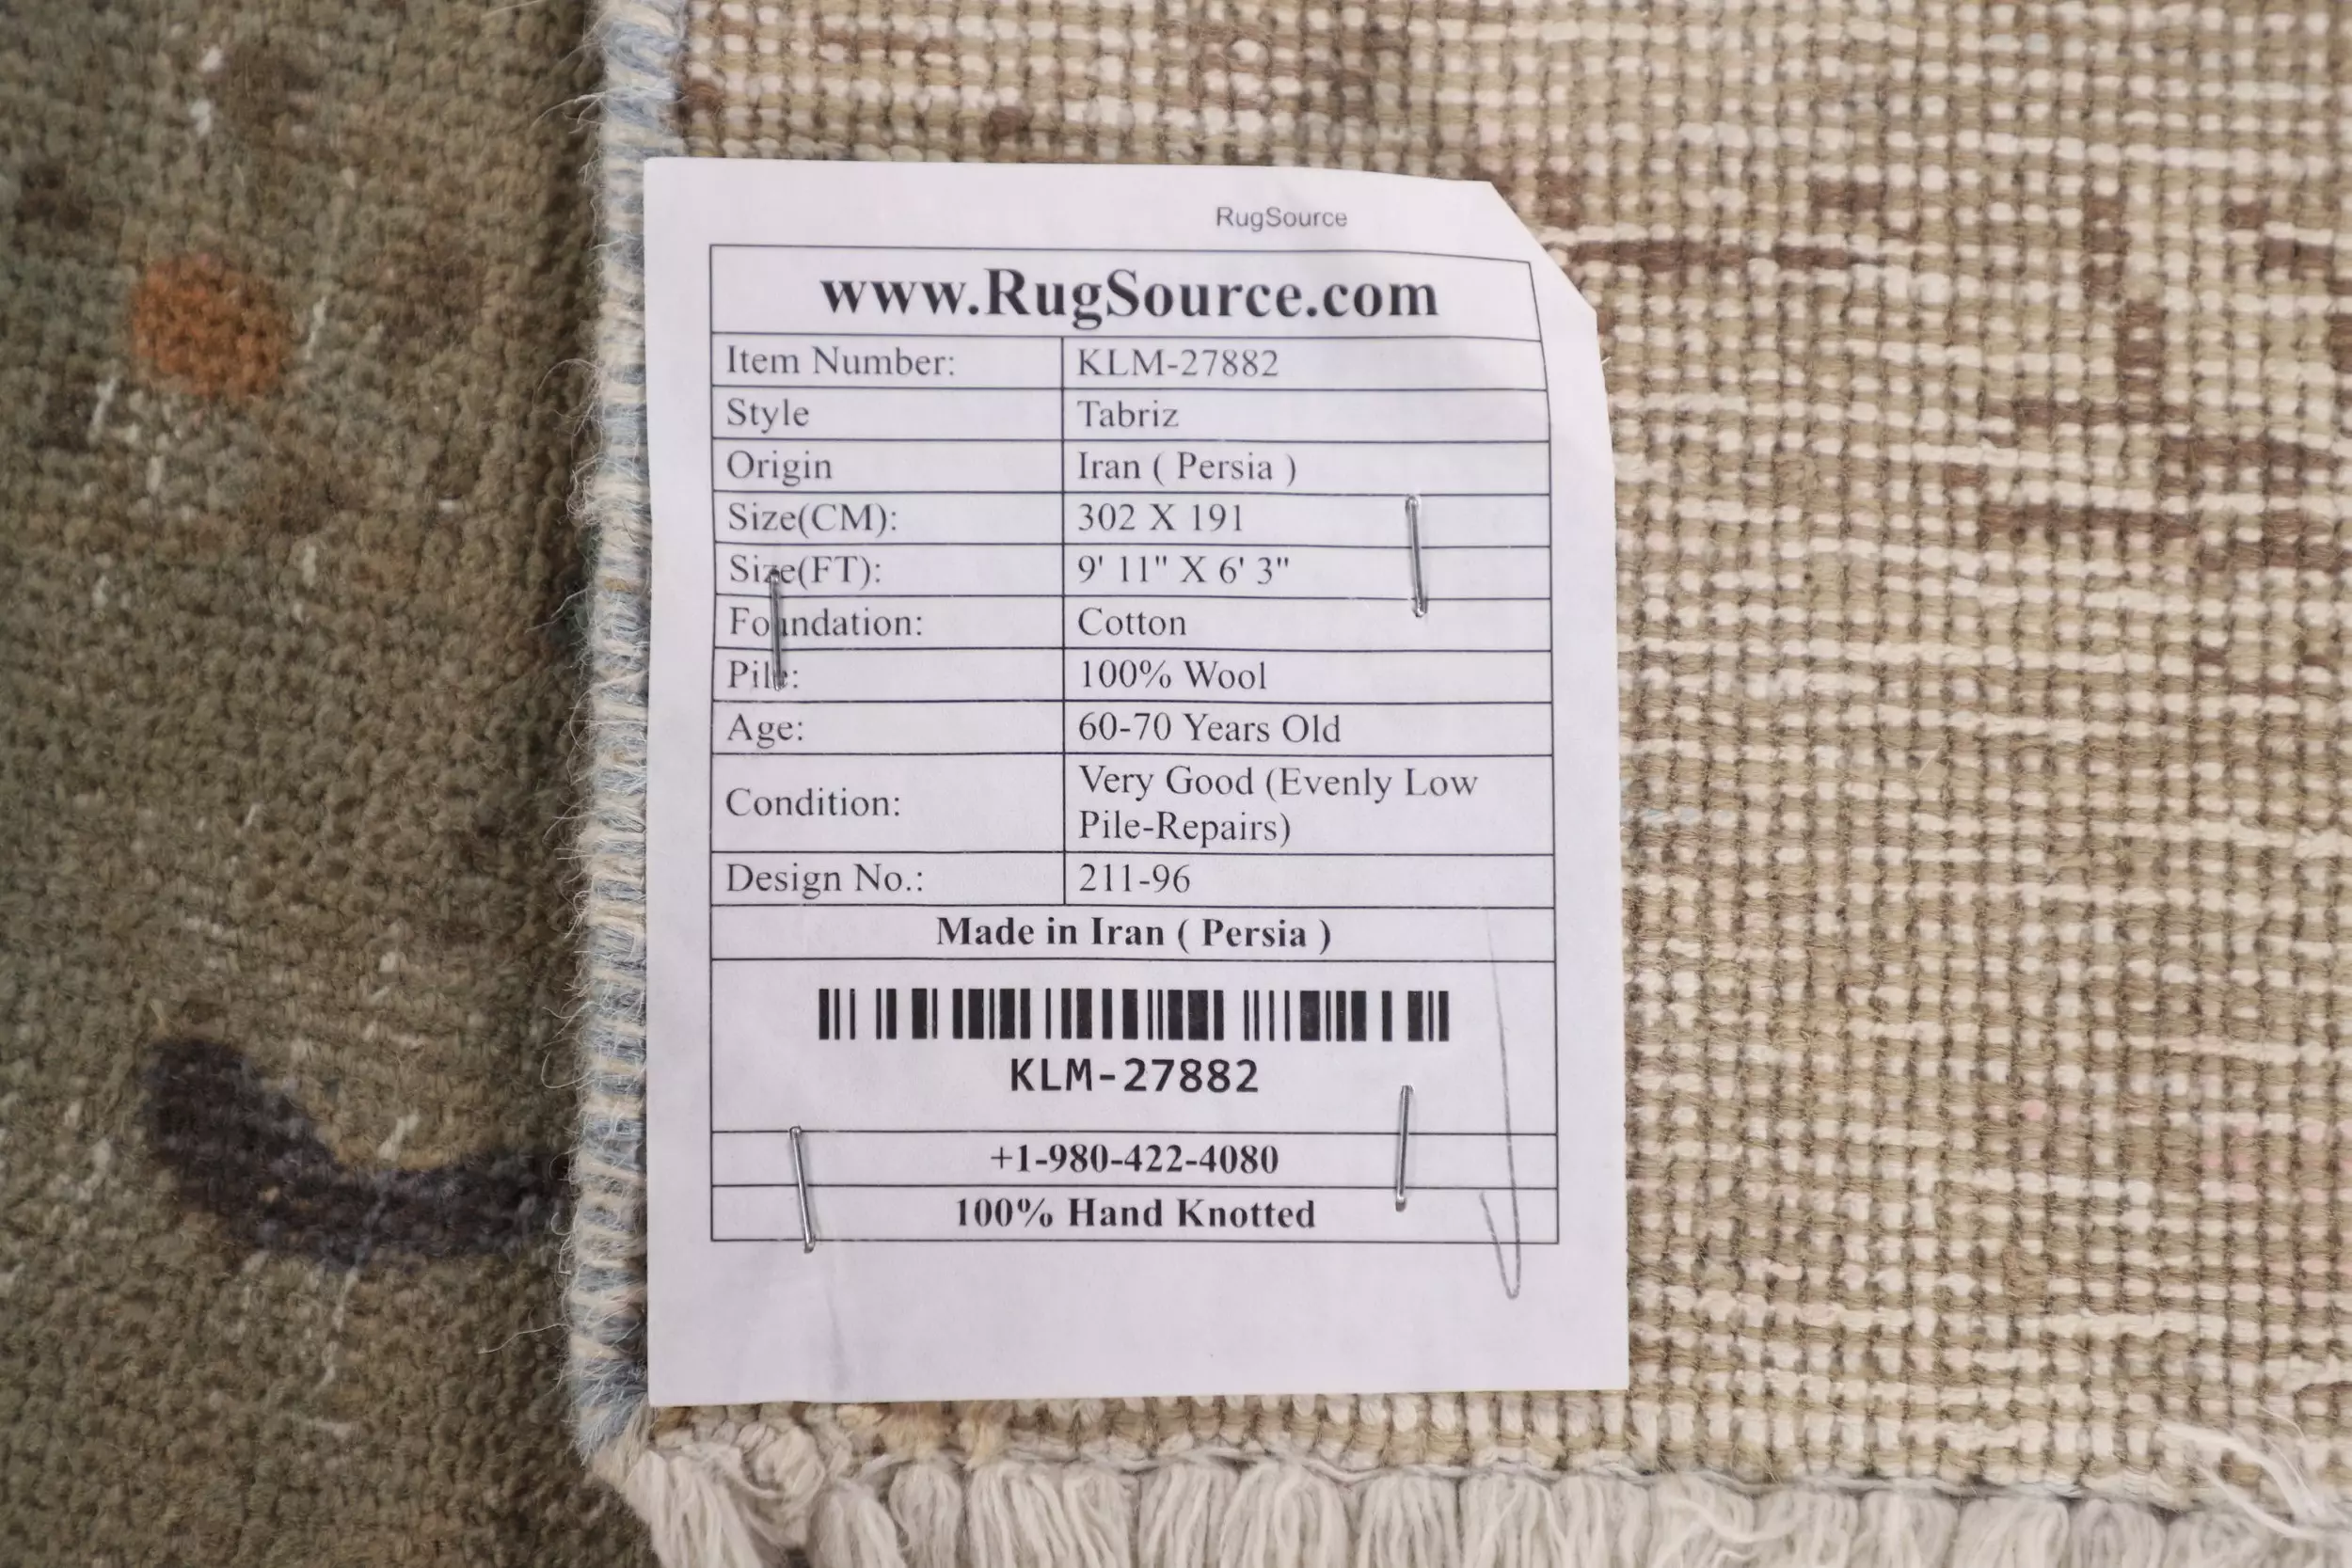 RugSource
www.RugSource.com
Item Number: KLM-27882
Style Tabriz
Origin Iran ( Persia )
Size(CM): 302 X 191
Size(FT): 9' 11" X 6' 3"
Foundation: Cotton
Pile: 100% Wool
Age: 60-70 Years Old
Condition: Very Good (Evenly Low
Pile-Repairs)
Design No.: 211-96
Made in Iran ( Persia )
KLM-27882
+1-980-422-4080
100% Hand Knotted